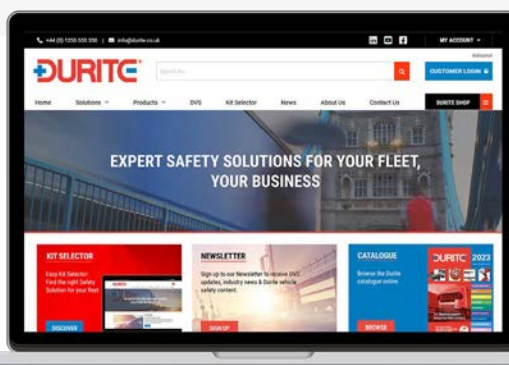 +44 (0) 1255 555 200 | info@durite.co.uk
MY ACCOUNT
Welcome!
DURITE
Search for...
CUSTOMER LOGIN
Home Solutions Products DVS Kit Selector News About Us Contact Us DURITE SHOP
EXPERT SAFETY SOLUTIONS FOR YOUR FLEET,
YOUR BUSINESS
KIT SELECTOR
Easy Kit Selector:
Find the right Safety
Solution for your fleet
DISCOVER
NEWSLETTER
Sign up to our Newsletter to receive DVS
updates, industry news & Durite vehicle
safety content.
SIGN UP
CATALOGUE
Browse the Durite
catalogue online.
BROWSE
DURITE 2023